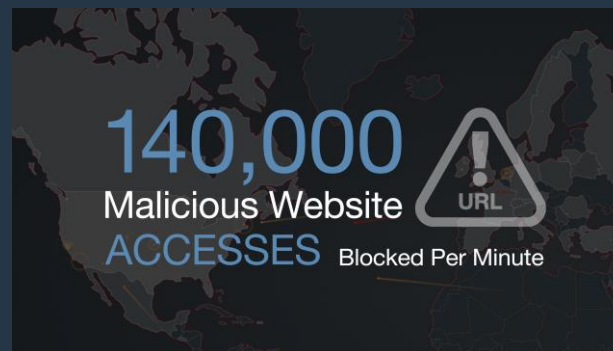 140,000
Malicious Website
ACCESSES Blocked Per Minute
!
URL